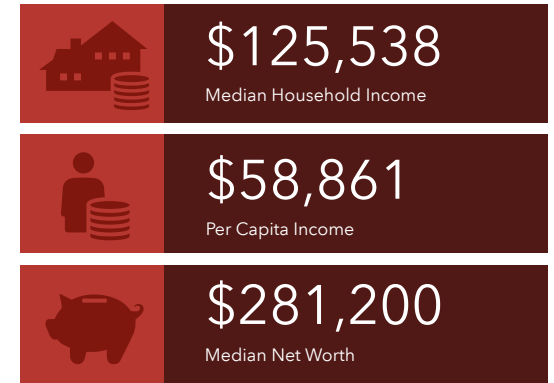 $125,538
Median Household Income
$58,861
Per Capita Income
$281,200
Median Net Worth